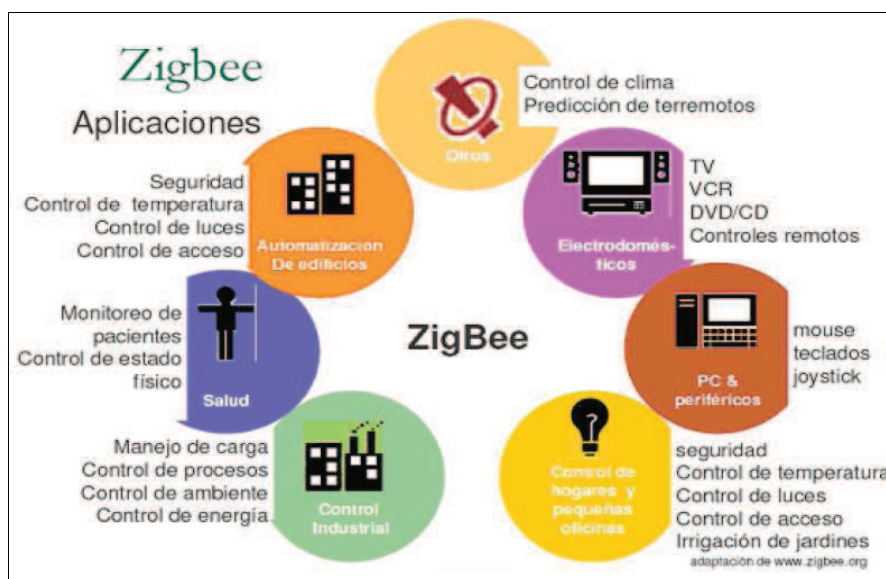 Zigbee
Aplicaciones
Otros
Control de clima
Predicción de terremotos
Seguridad
Control de temperatura
Control de luces
Control de acceso
Automatización
De edificios
Electrodomés-
ticos
TV
VCR
DVD/CD
Controles remotos
Monitoreo de
pacientes
Control de estado
físico
Salud
ZigBee
PC &
periféricos
mouse
teclados
joystick
Manejo de carga
Control de procesos
Control de ambiente
Control de energía
Control
Industrial
Control de
hogares y
pequeñas
oficinas
seguridad
Control de temperatura
Control de luces
Control de acceso
Irrigación de jardines
adaptación de www.zigbee.org